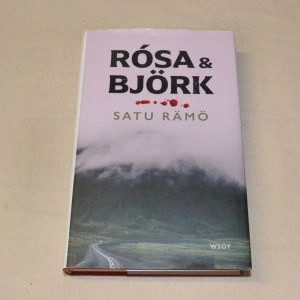 RÓSA &
BJÖRK
SATU RÄMÖ
WSOY